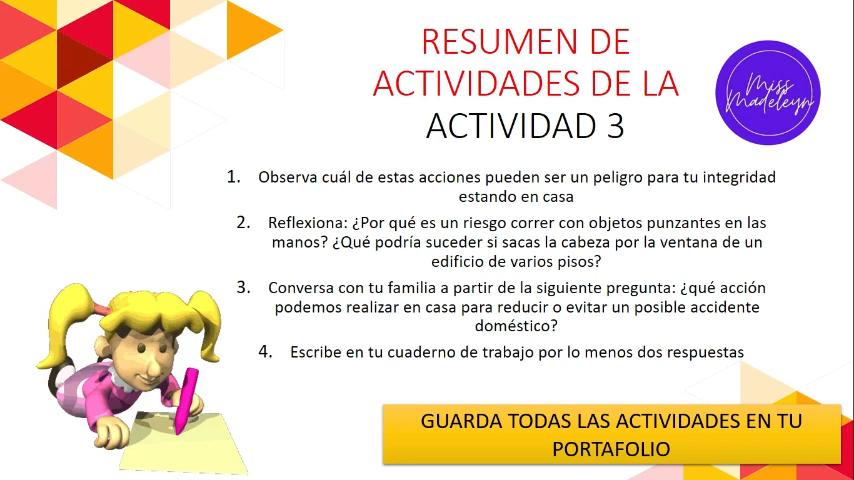 RESUMEN DE
ACTIVIDADES DE LA
ACTIVIDAD 3
Miss
Madeleyn
1. Observa cuál de estas acciones pueden ser un peligro para tu integridad
estando en casa
2. Reflexiona: ¿Por qué es un riesgo correr con objetos punzantes en las
manos? ¿Qué podría suceder si sacas la cabeza por la ventana de un
edificio de varios pisos?
3. Conversa con tu familia a partir de la siguiente pregunta: ¿qué acción
podemos realizar en casa para reducir o evitar un posible accidente
doméstico?
4. Escribe en tu cuaderno de trabajo por lo menos dos respuestas
GUARDA TODAS LAS ACTIVIDADES EN TU
PORTAFOLIO